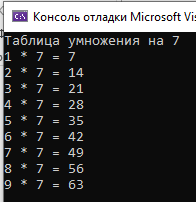 Консоль отладки Microsoft Vis
Таблица умножения на 7
1 * 7 = 7
2 * 7 = 14
3 * 7 = 21
4 * 7 = 28
5 * 7 = 35
6 * 7 = 42
7 * 7 = 49
8 * 7 = 56
9 * 7 = 63